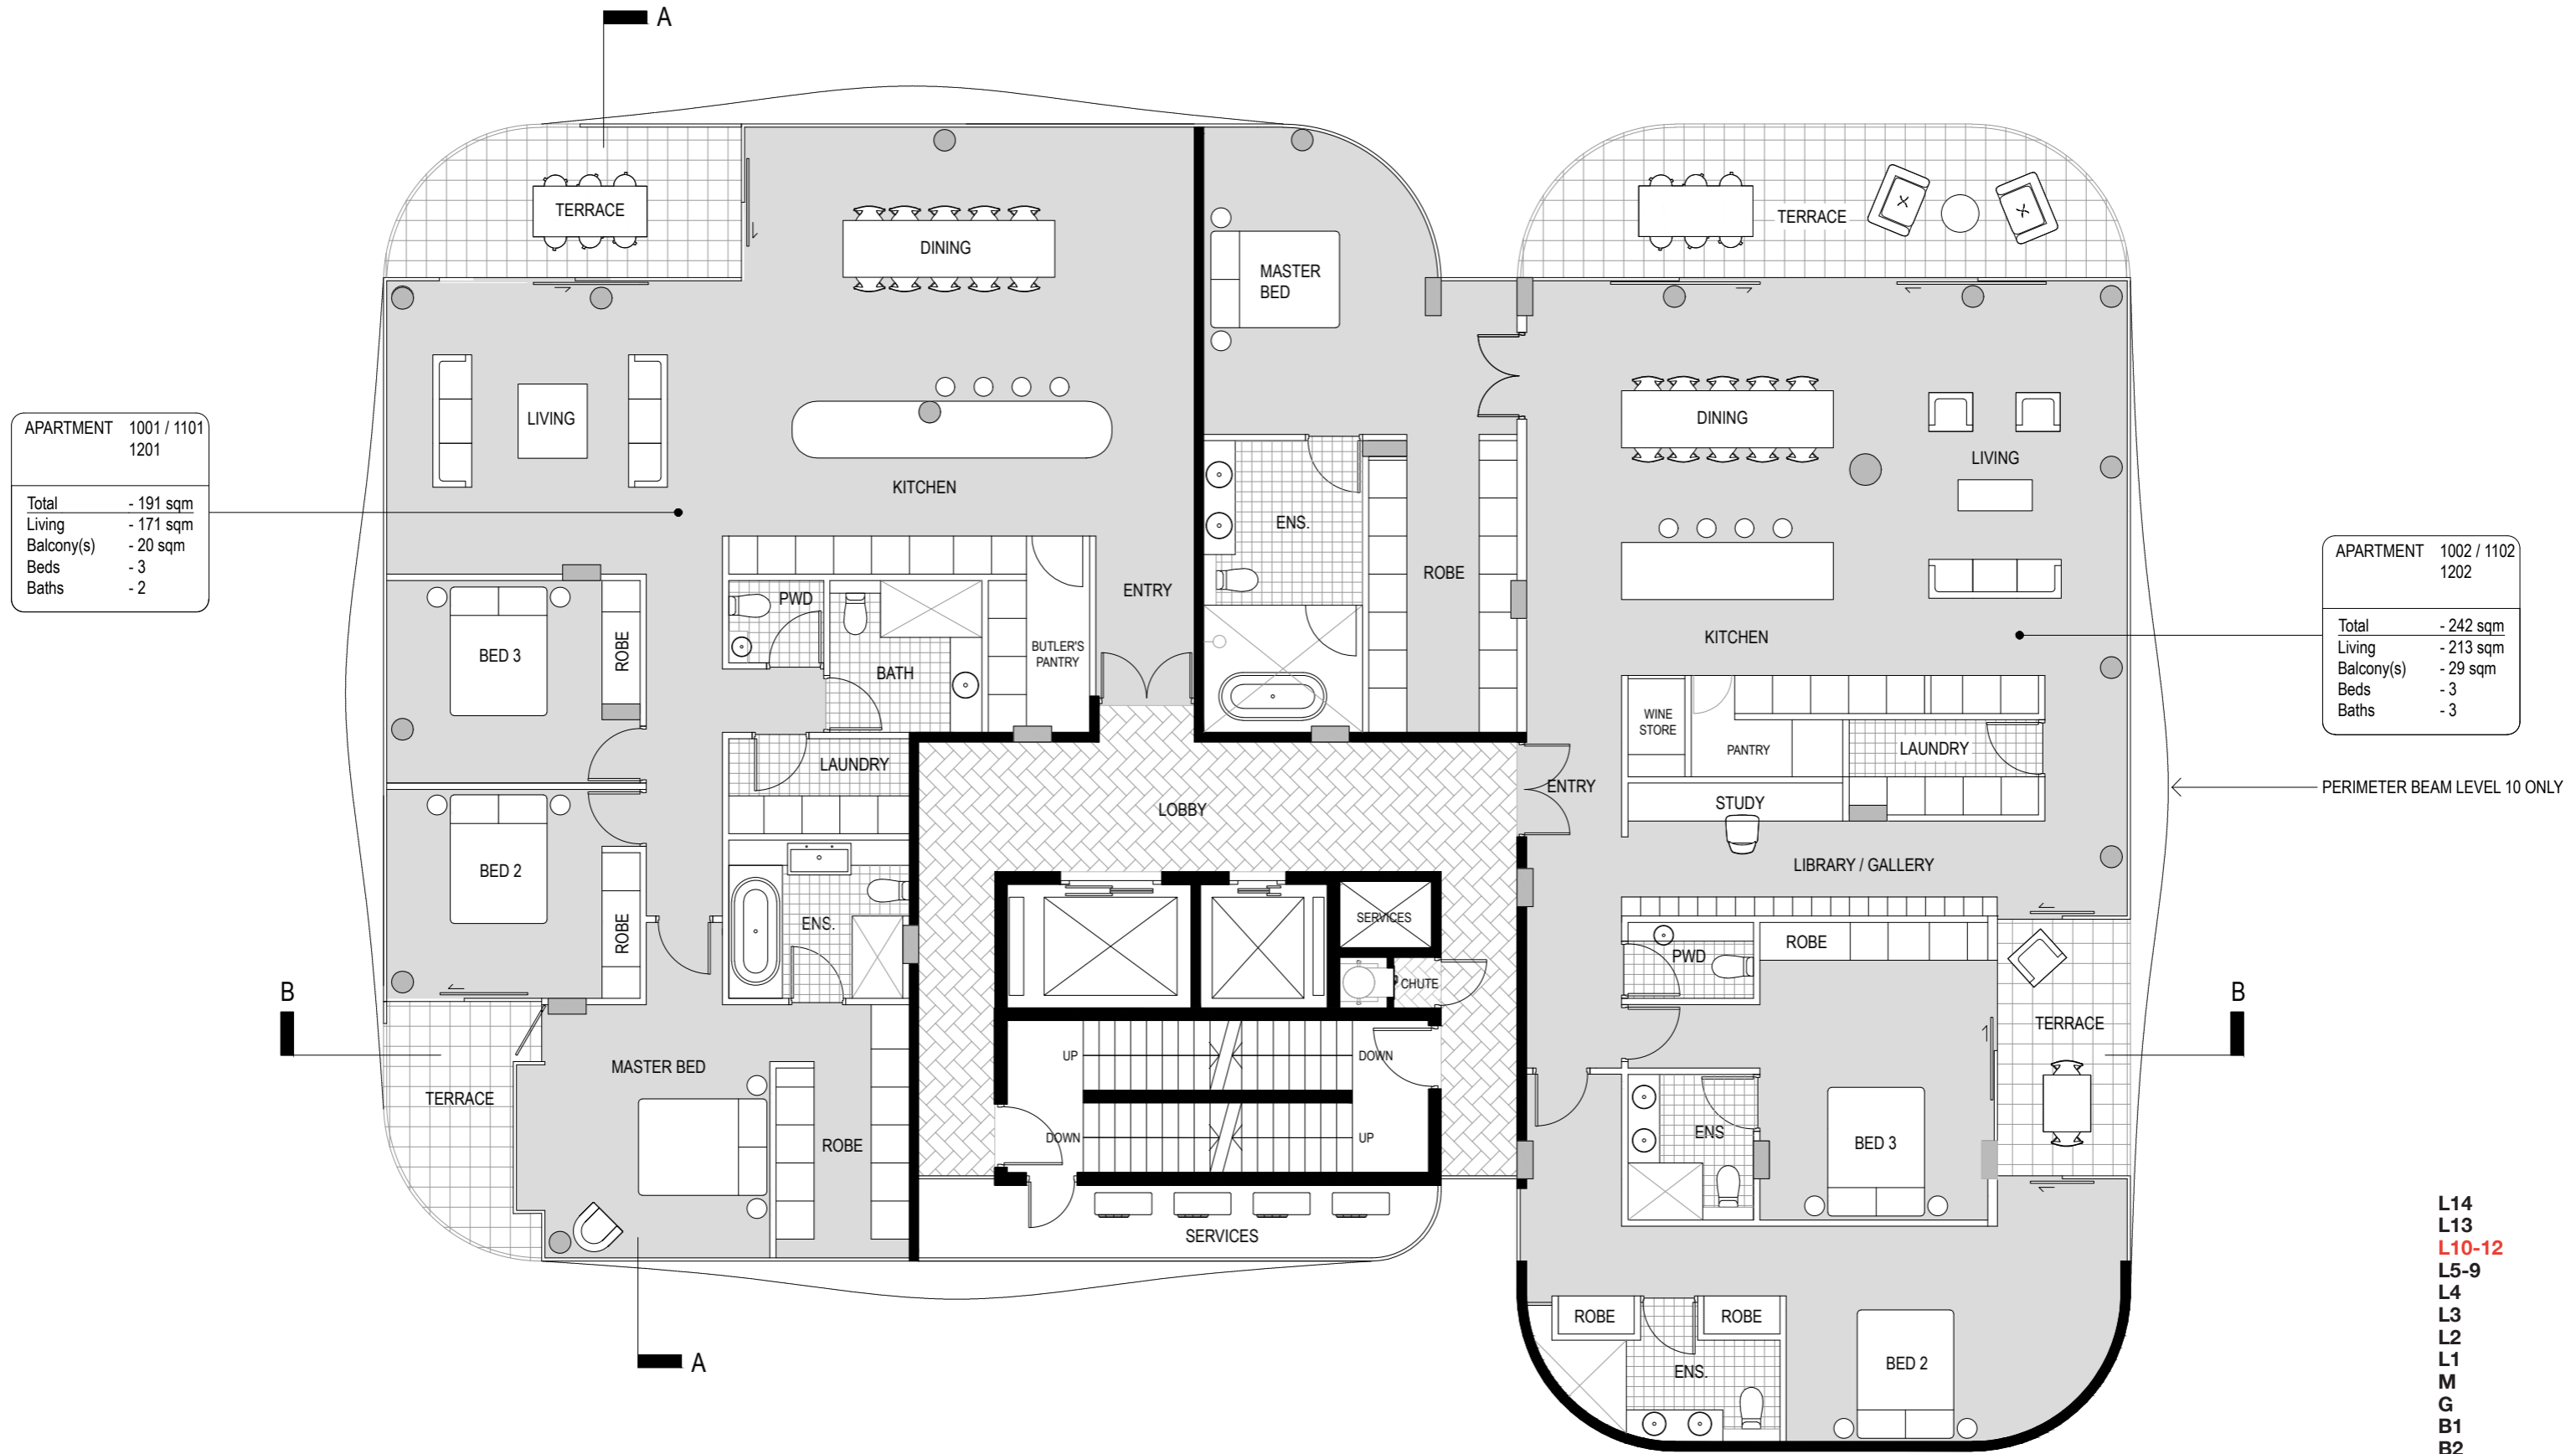 A
TERRACE
DINING
MASTER
BED
TERRACE
LIVING
KITCHEN
DINING
LIVING
APARTMENT 1001 / 1101
1201
Total - 191 sqm
Living - 171 sqm
Balcony(s) - 20 sqm
Beds - 3
Baths - 2
ENS.
ROBE
KITCHEN
APARTMENT 1002 / 1102
1202
Total - 242 sqm
Living - 213 sqm
Balcony(s) - 29 sqm
Beds - 3
Baths - 3
BED 3
ROBE
PWD
BATH
BUTLER'S
PANTRY
ENTRY
WINE
STORE
PANTRY
LAUNDRY
LAUNDRY
LOBBY
ENTRY
STUDY
PERIMETER BEAM LEVEL 10 ONLY
BED 2
ROBE
ENS.
SERVICES
LIBRARY / GALLERY
CHUTE
PWD
ROBE
B
B
TERRACE
MASTER BED
TERRACE
ROBE
UP
DOWN
DOWN
UP
ENS
BED 3
SERVICES
ROBE
ROBE
ENS.
BED 2
A
L14
L13
L10-12
L5-9
L4
L3
L2
L1
M
G
B1
B2